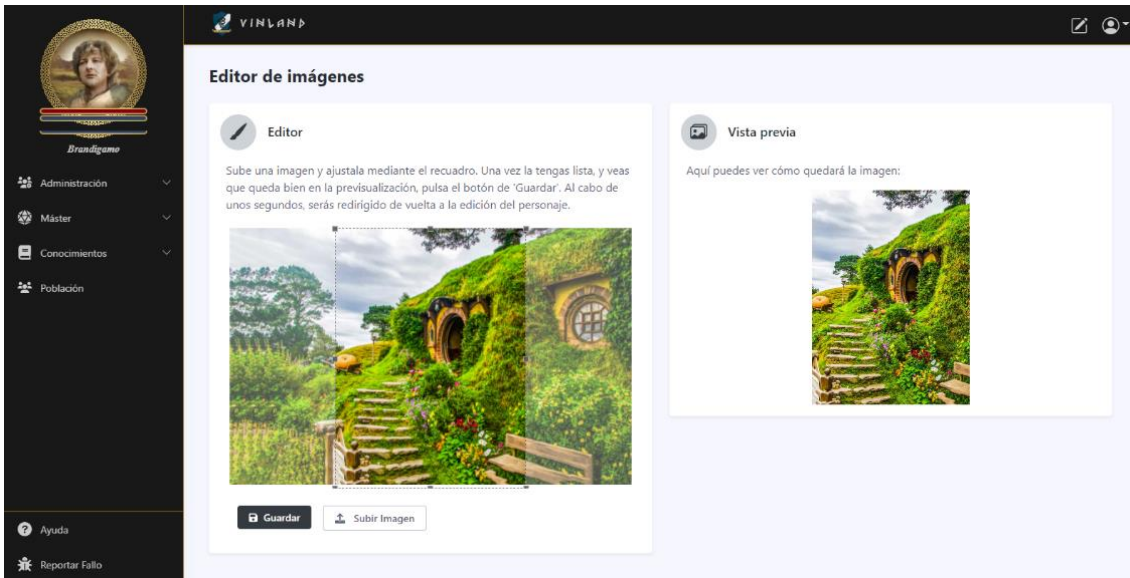 VINLAND
Brandigamo
Administración
Máster
Conocimientos
Población
Ayuda
Reportar Fallo
Editor de imágenes
Editor
Sube una imagen y ajustala mediante el recuadro. Una vez la tengas lista, y veas
que queda bien en la previsualización, pulsa el botón de 'Guardar'. Al cabo de
unos segundos, serás redirigido de vuelta a la edición del personaje.
Guardar
Subir Imagen
Vista previa
Aquí puedes ver cómo quedará la imagen: